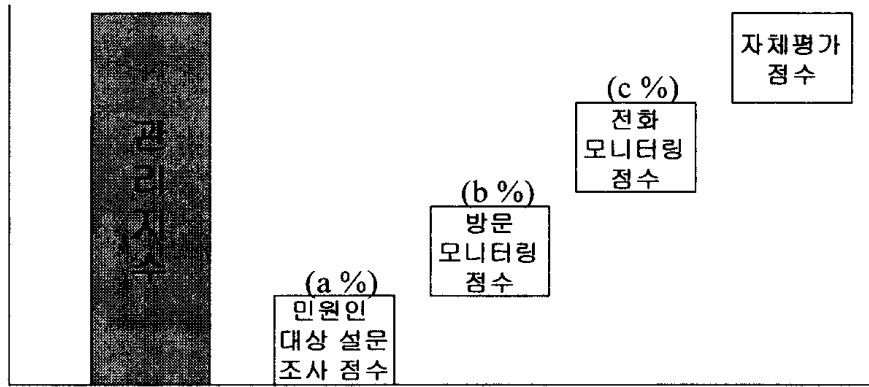 관리지수
(a %)
민원인
대상 설문
조사 점수
(b %)
방문
모니터링
점수
(c %)
전화
모니터링
점수
자체평가
점수